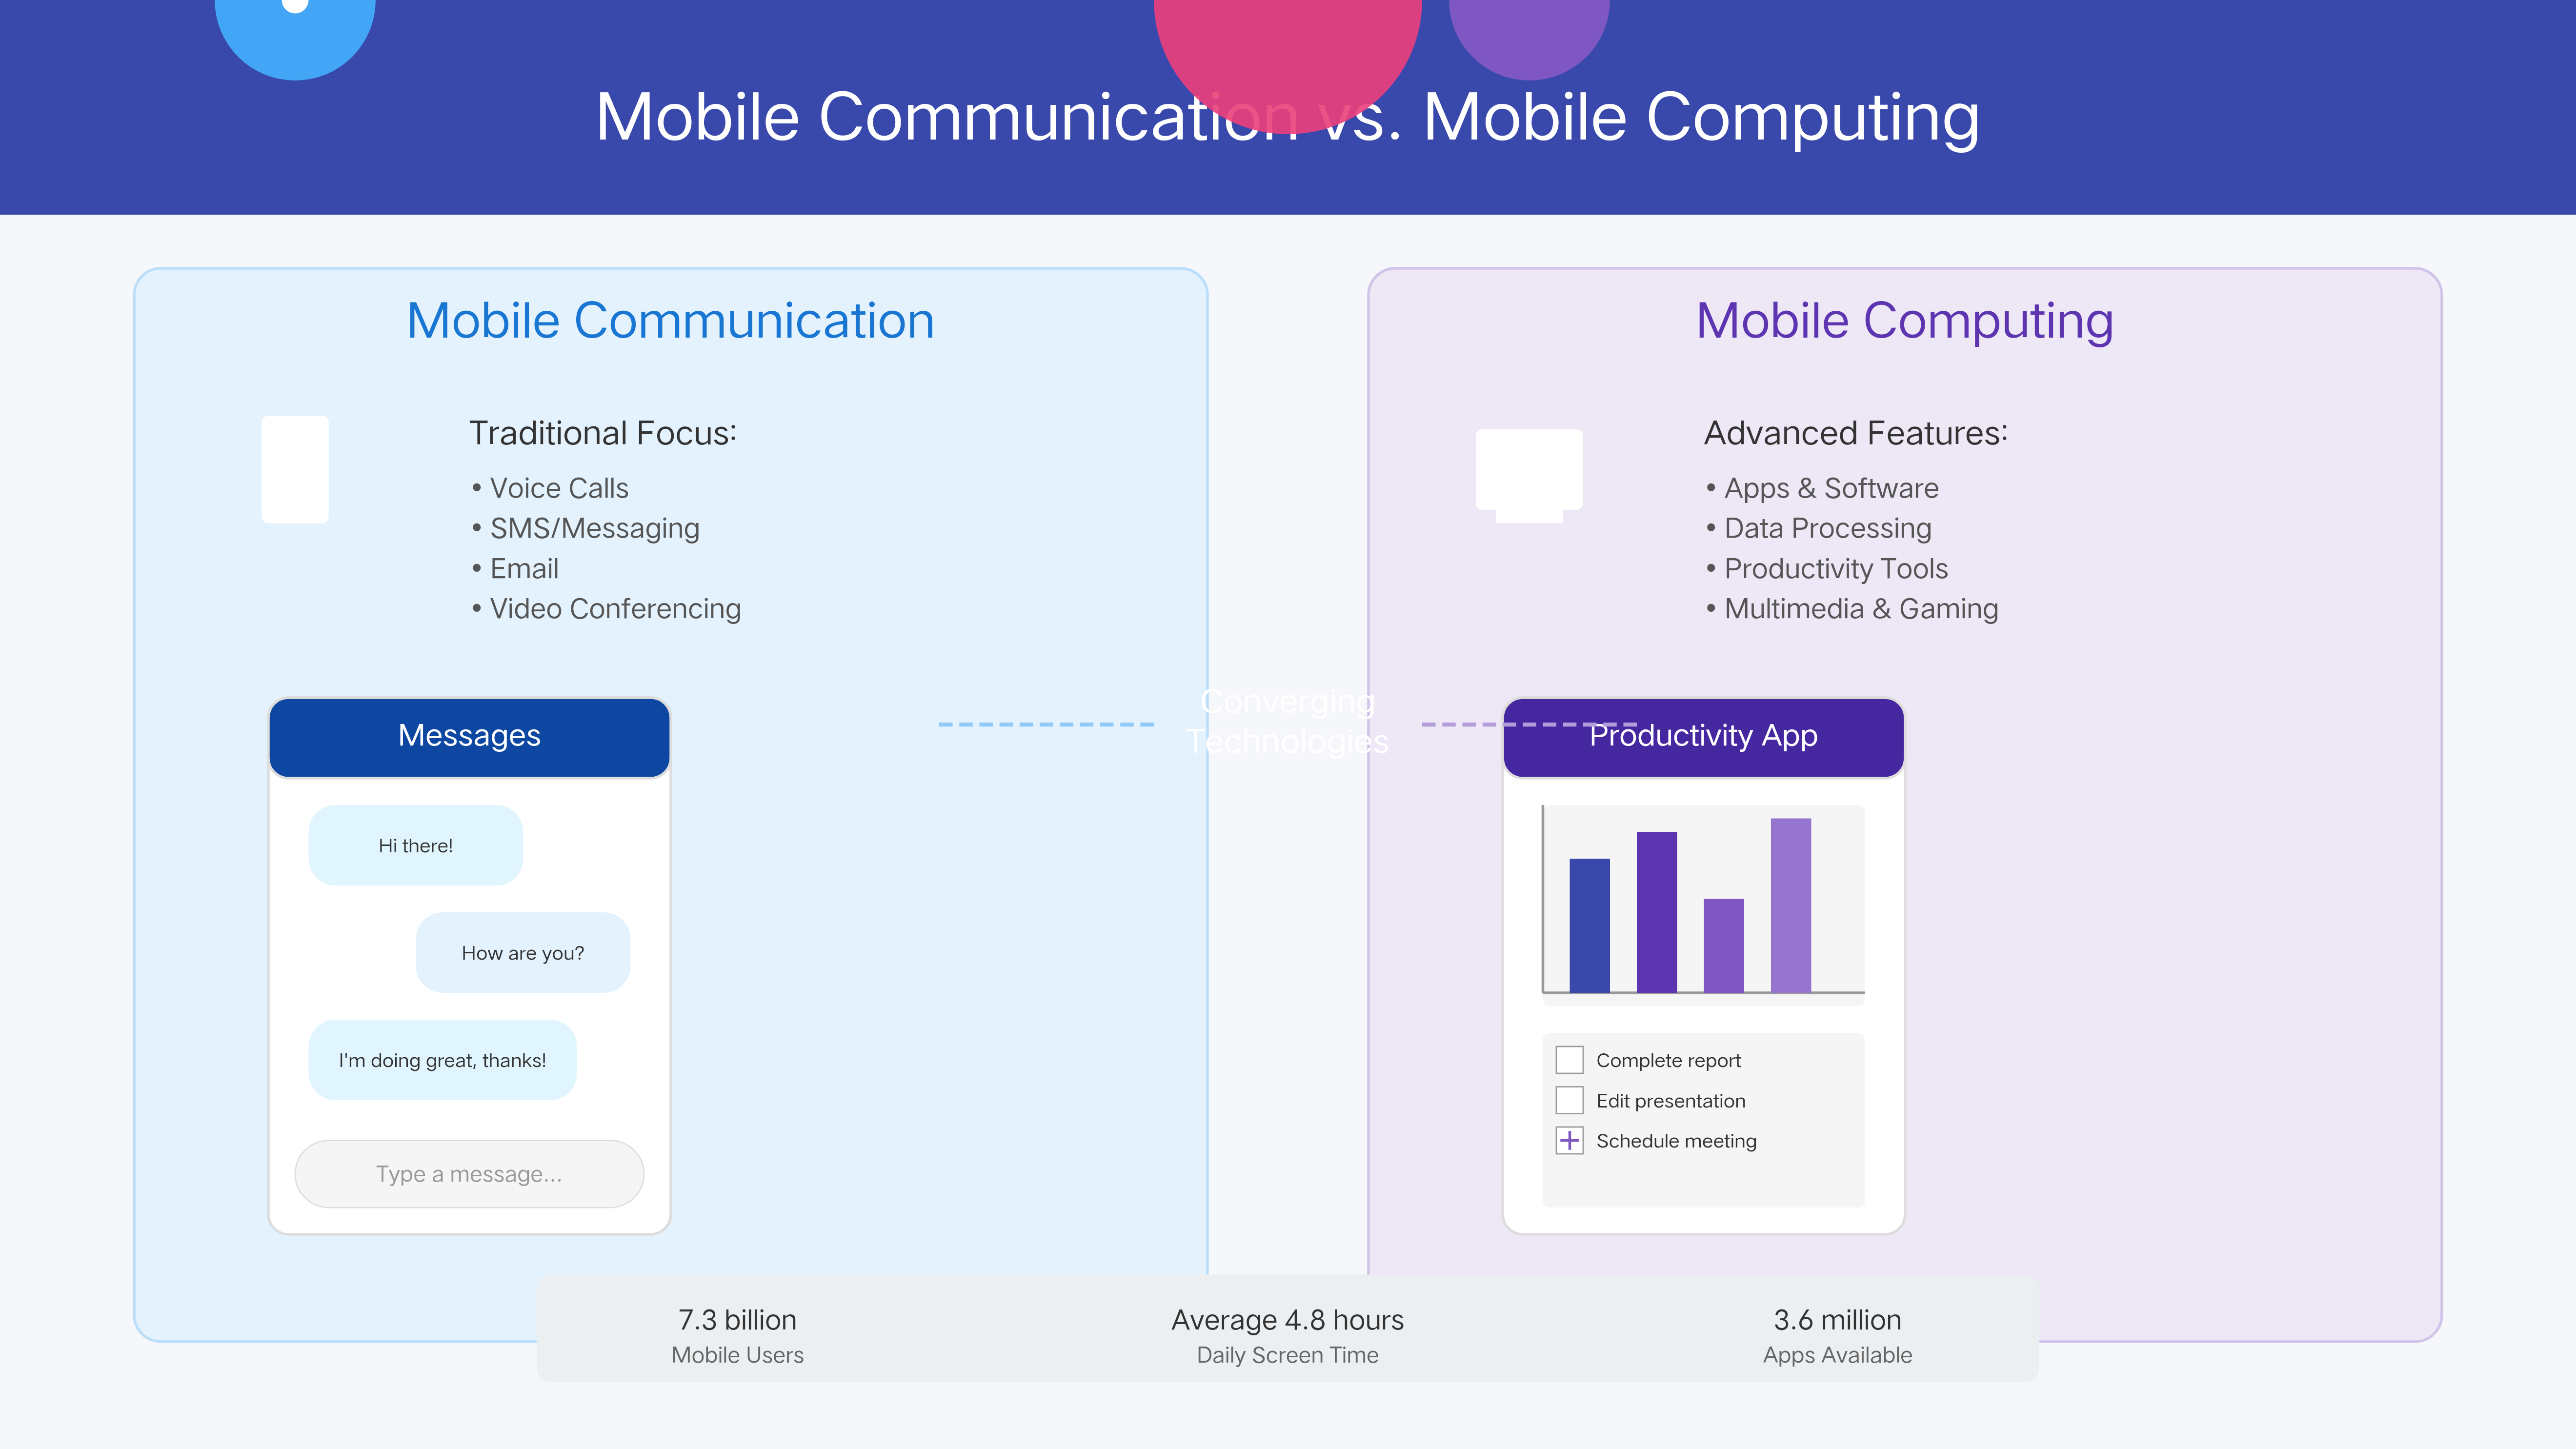 Mobile Communication vs. Mobile Computing
Mobile Communication
Traditional Focus:
• Voice Calls
• SMS/Messaging
• Email
• Video Conferencing
Messages
Hi there!
How are you?
I'm doing great, thanks!
Type a message...
Converging
Technologies
Mobile Computing
Advanced Features:
• Apps & Software
• Data Processing
• Productivity Tools
• Multimedia & Gaming
Productivity App
Complete report
Edit presentation
Schedule meeting
7.3 billion
Mobile Users
Average 4.8 hours
Daily Screen Time
3.6 million
Apps Available